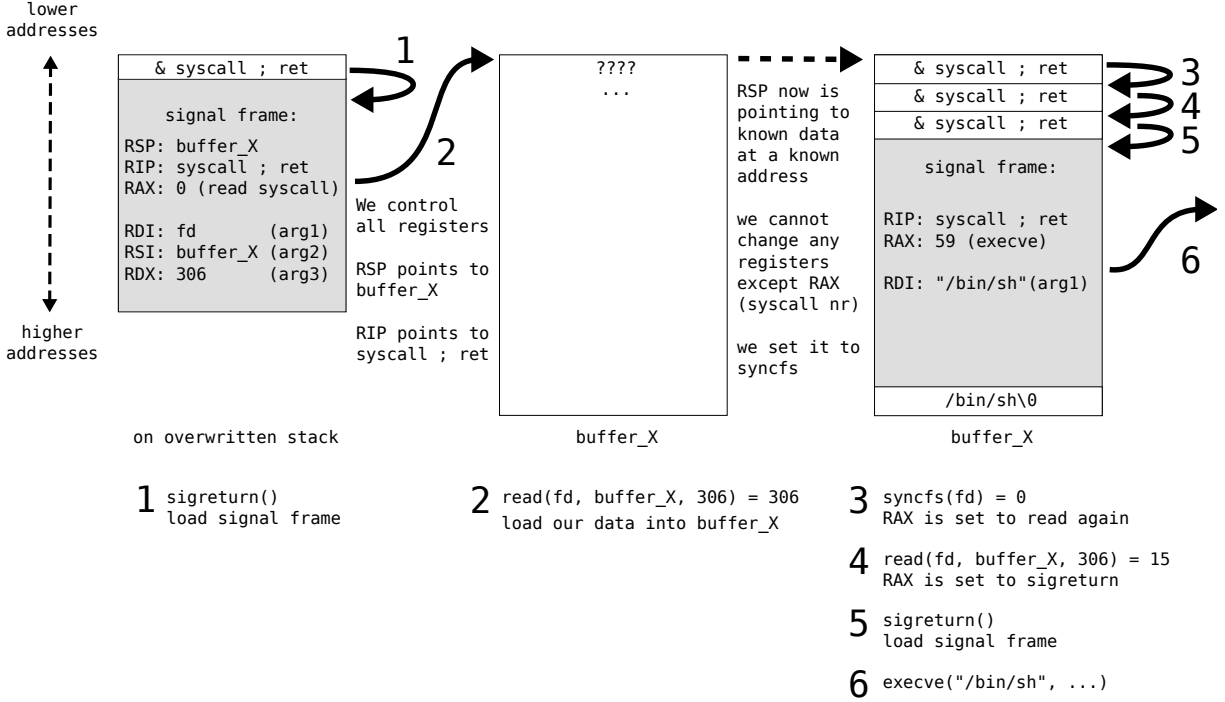 lower
addresses
higher
addresses
& syscall ; ret
signal frame:
RSP: buffer_X
RIP: syscall ; ret
RAX: 0 (read syscall)
RDI: fd (arg1)
RSI: buffer_X (arg2)
RDX: 306 (arg3)
on overwritten stack
1
2
We control
all registers
RSP points to
buffer_X
RIP points to
syscall ; ret
????
...
buffer_X
RSP now is
pointing to
known data
at a known
address
we cannot
change any
registers
except RAX
(syscall nr)
we set it to
syncfs
& syscall ; ret
& syscall ; ret
& syscall ; ret
signal frame:
RIP: syscall ; ret
RAX: 59 (execve)
RDI: "/bin/sh"(arg1)
/bin/sh\0
buffer_X
3
4
5
6
1 sigreturn()
load signal frame
2 read(fd, buffer_X, 306) = 306
load our data into buffer_X
3 syncfs(fd) = 0
RAX is set to read again
4 read(fd, buffer_X, 306) = 15
RAX is set to sigreturn
5 sigreturn()
load signal frame
6 execve("/bin/sh", ...)